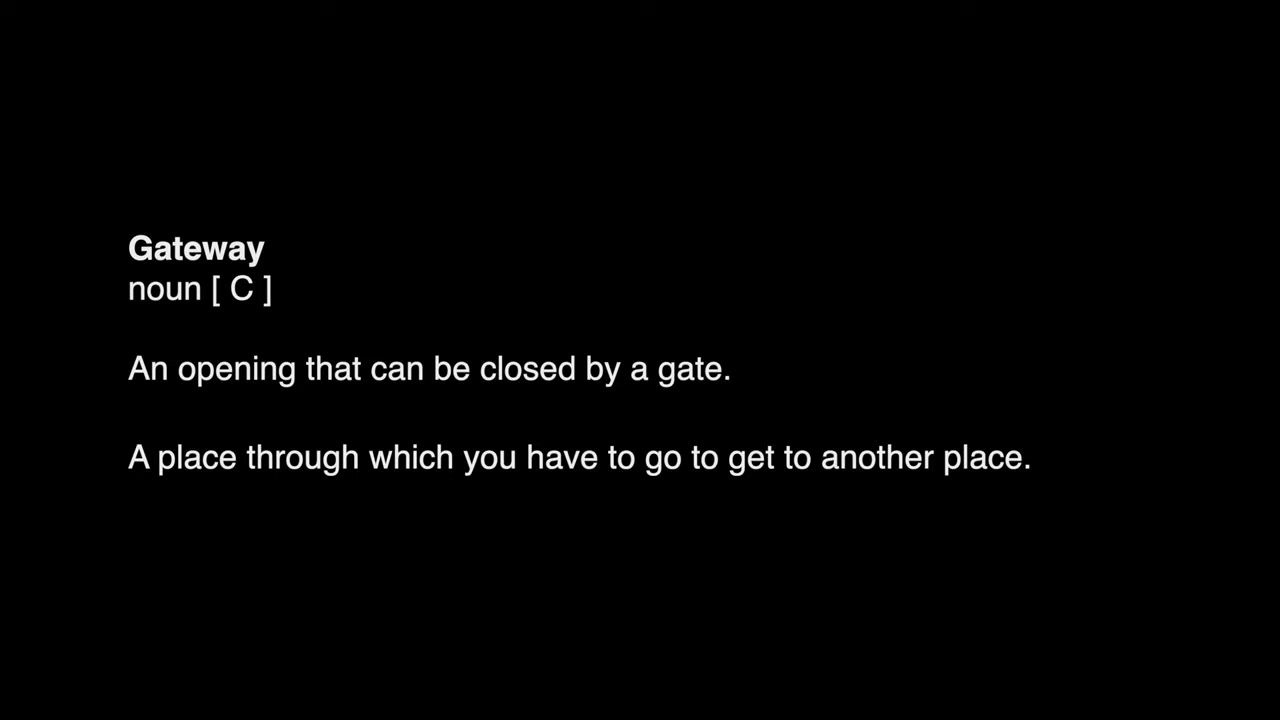 Gateway
noun [ C ]
An opening that can be closed by a gate.
A place through which you have to go to get to another place.